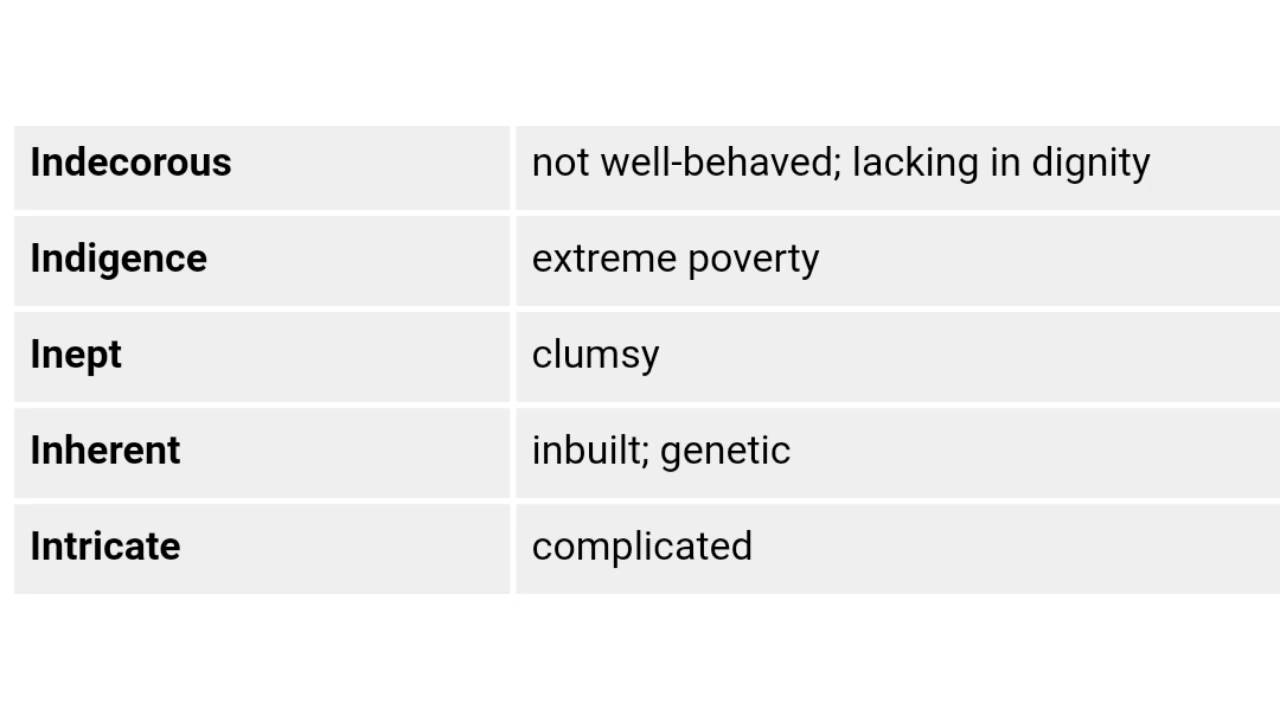 Indecorous not well-behaved; lacking in dignity
Indigence extreme poverty
Inept clumsy
Inherent inbuilt; genetic
Intricate complicated